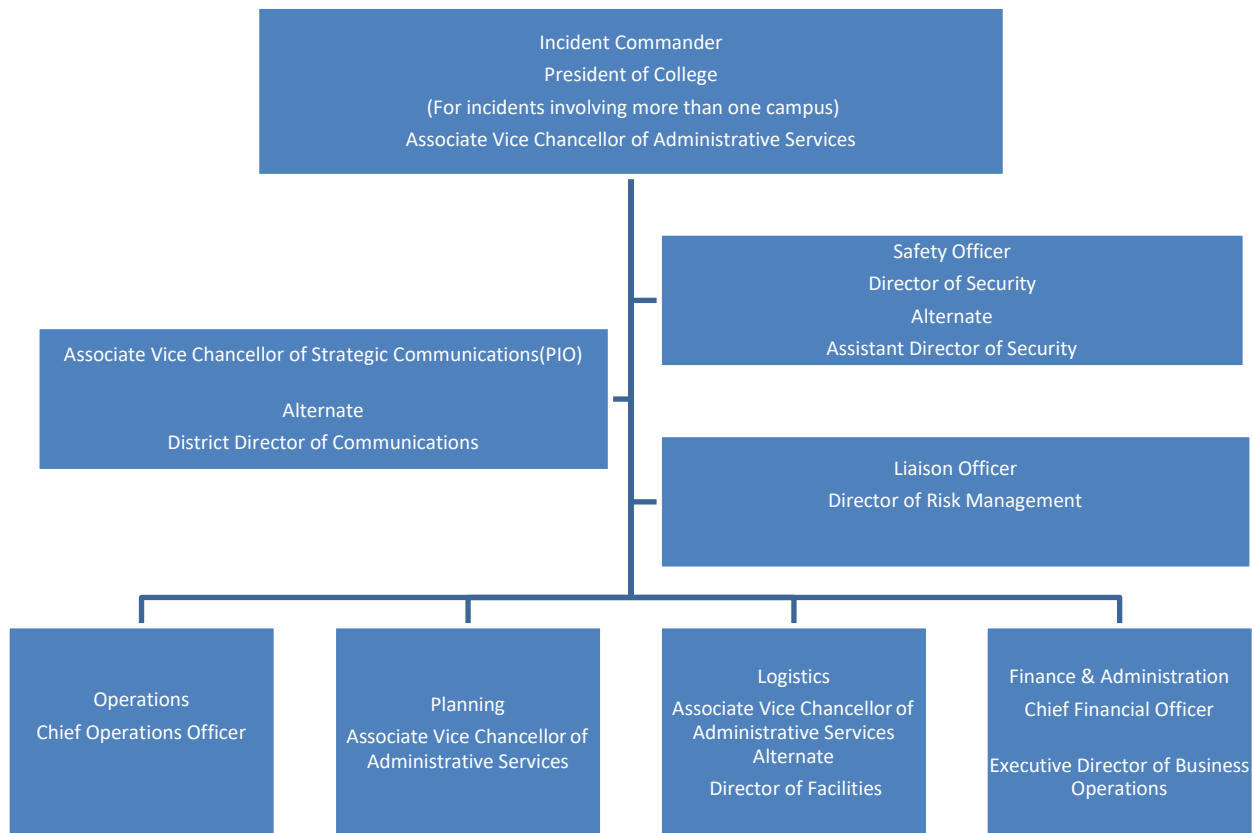 Incident Commander
President of College
(For incidents involving more than one campus)
Associate Vice Chancellor of Administrative Services
Safety Officer
Director of Security
Alternate
Assistant Director of Security
Associate Vice Chancellor of Strategic Communications(PIO)
Alternate
District Director of Communications
Liaison Officer
Director of Risk Management
Operations
Chief Operations Officer
Planning
Associate Vice Chancellor of
Administrative Services
Logistics
Associate Vice Chancellor of
Administrative Services
Alternate
Director of Facilities
Finance & Administration
Chief Financial Officer
Executive Director of Business
Operations